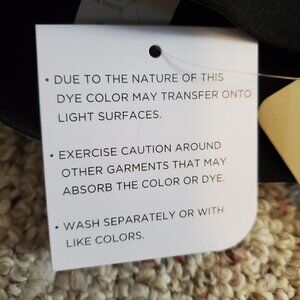 • DUE TO THE NATURE OF THIS
DYE COLOR MAY TRANSFER ONTO
LIGHT SURFACES.
• EXERCISE CAUTION AROUND
OTHER GARMENTS THAT MAY
ABSORB THE COLOR OR DYE.
• WASH SEPARATELY OR WITH
LIKE COLORS.